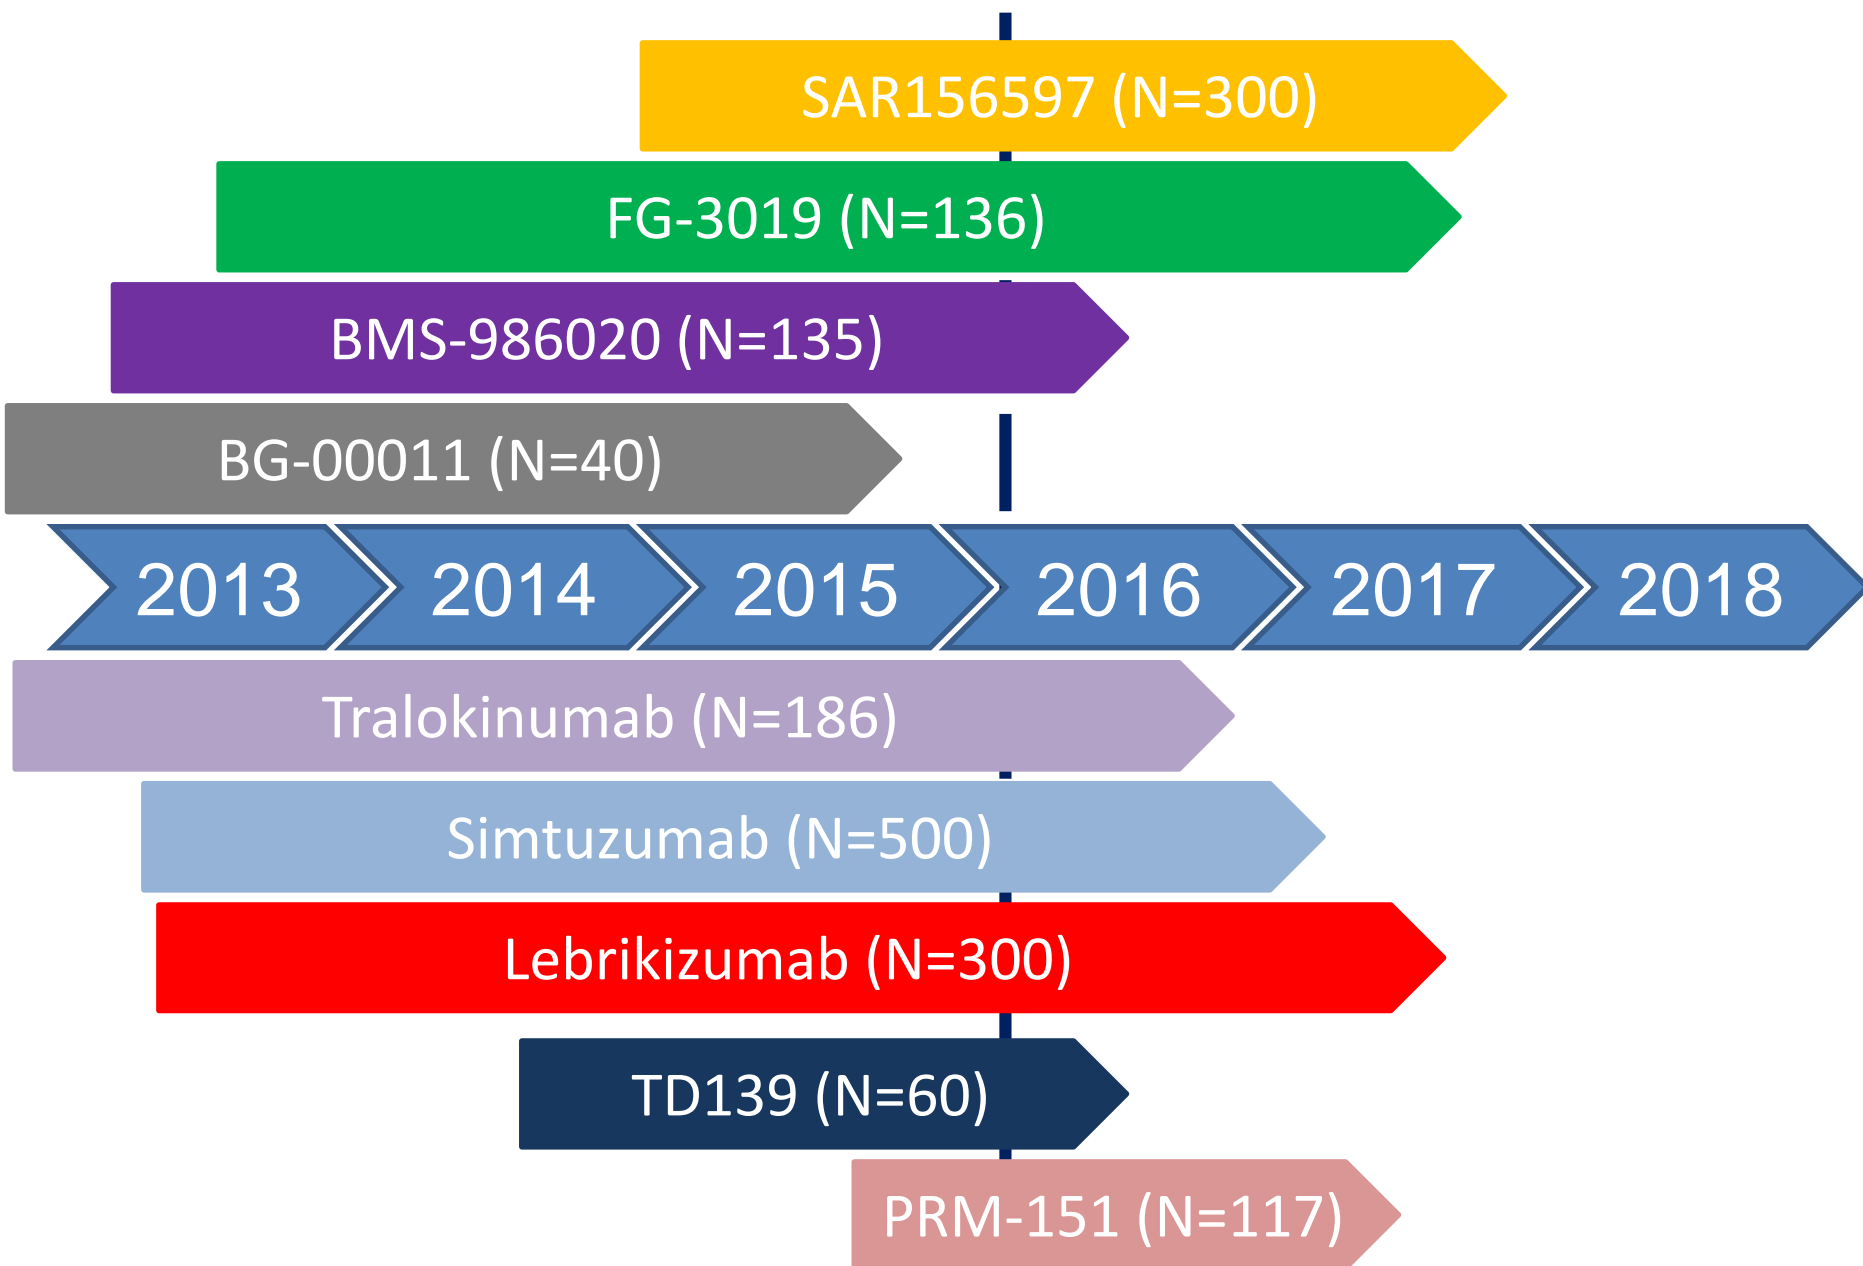 SAR156597 (N=300)
FG-3019 (N=136)
BMS-986020 (N=135)
BG-00011 (N=40)
2013 2014 2015 2016 2017 2018
Tralokinumab (N=186)
Simtuzumab (N=500)
Lebrikizumab (N=300)
TD139 (N=60)
PRM-151 (N=117)